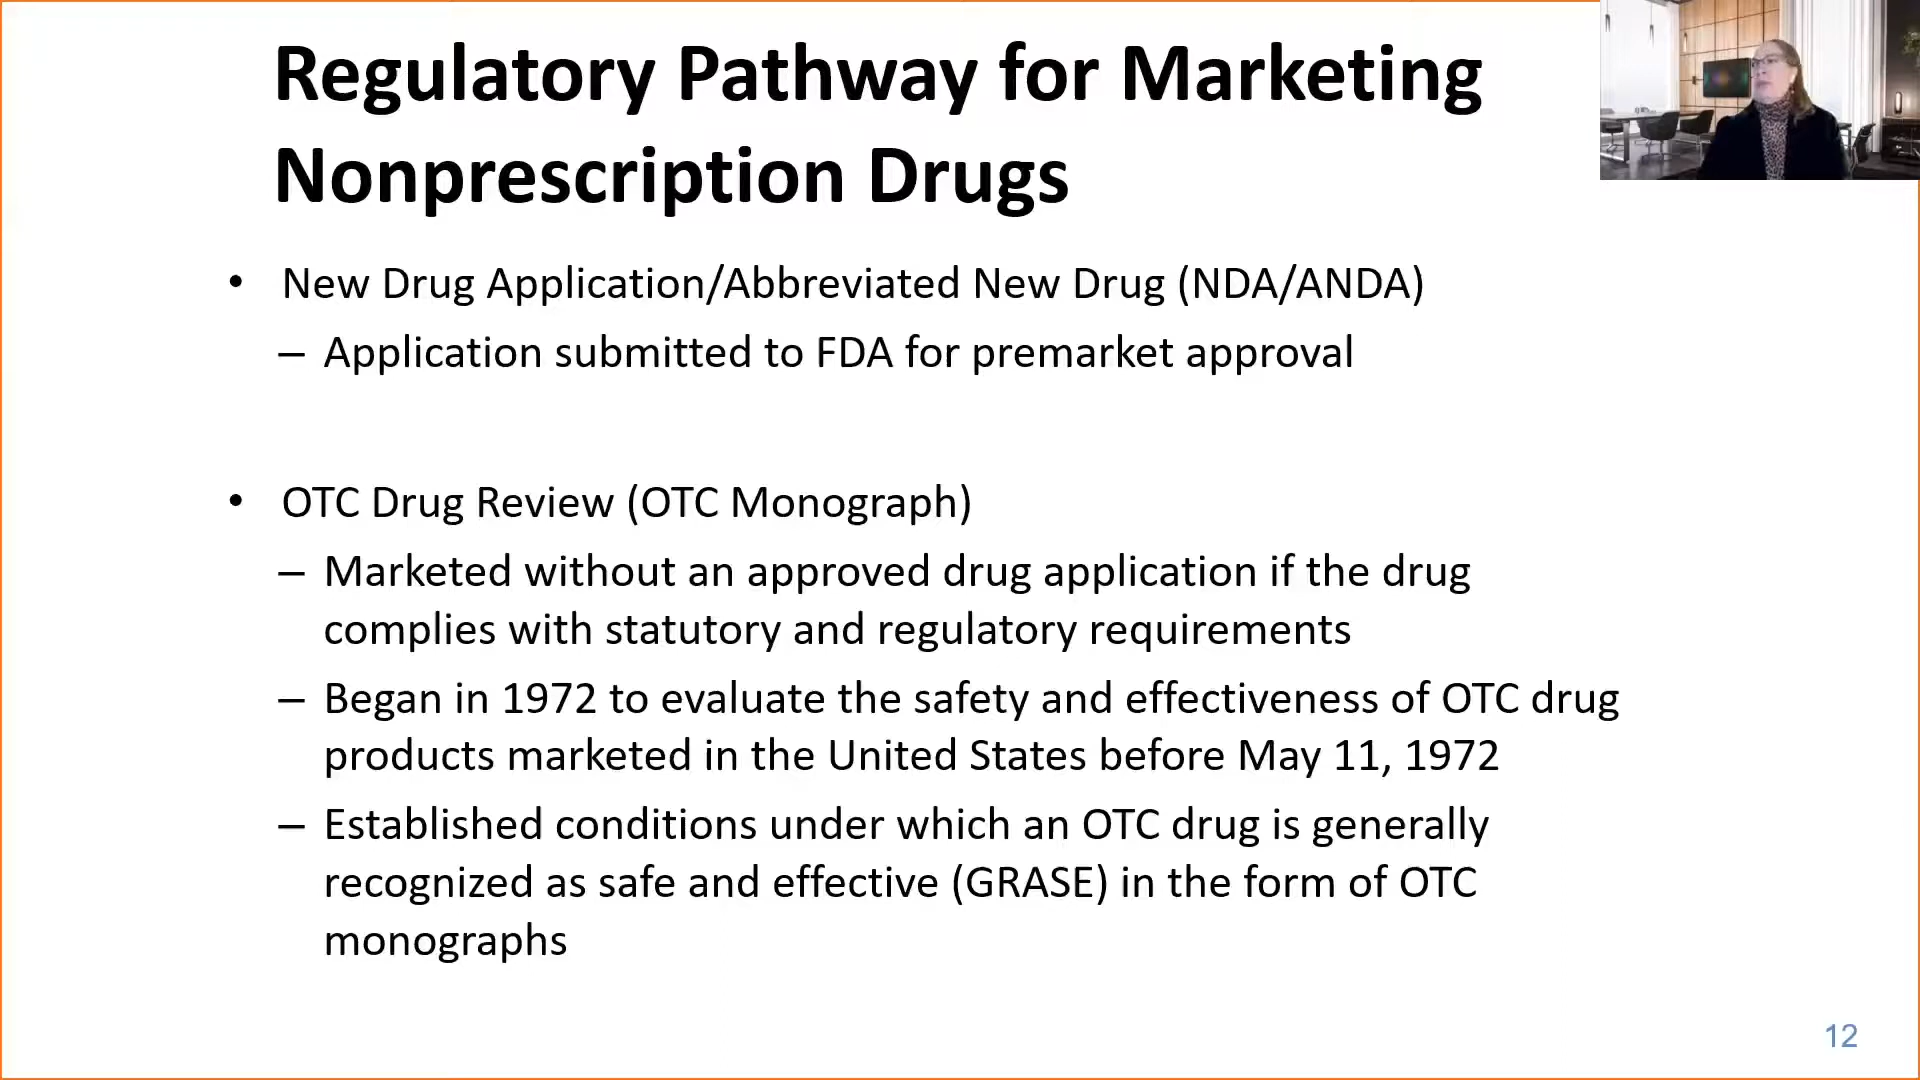 Regulatory Pathway for Marketing
Nonprescription Drugs
• New Drug Application/Abbreviated New Drug (NDA/ANDA)
– Application submitted to FDA for premarket approval
• OTC Drug Review (OTC Monograph)
– Marketed without an approved drug application if the drug
complies with statutory and regulatory requirements
– Began in 1972 to evaluate the safety and effectiveness of OTC drug
products marketed in the United States before May 11, 1972
– Established conditions under which an OTC drug is generally
recognized as safe and effective (GRASE) in the form of OTC
monographs
12